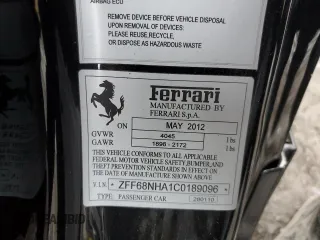 AIRBAG ECU
REMOVE DEVICE BEFORE VEHICLE DISPOSAL
UPON REMOVAL OF DEVICES:
PLEASE REUSE, RECYCLE,
OR DISPOSE AS HAZARDOUS WASTE
Ferrari
MANUFACTURED BY
FERRARI S.p.A.
ON MAY 2012
GVWR 4045 lbs
GAWR 1896 - 2172 lbs
THIS VEHICLE CONFORMS TO ALL APPLICABLE
FEDERAL MOTOR VEHICLE SAFETY, BUMPER, AND
THEFT PREVENTION STANDARDS IN EFFECT ON
THE DATE OF MANUFACTURE SHOWN ABOVE
V.I.N. * ZFF68NHA1C0189096 *
TYPE: PASSENGER CAR